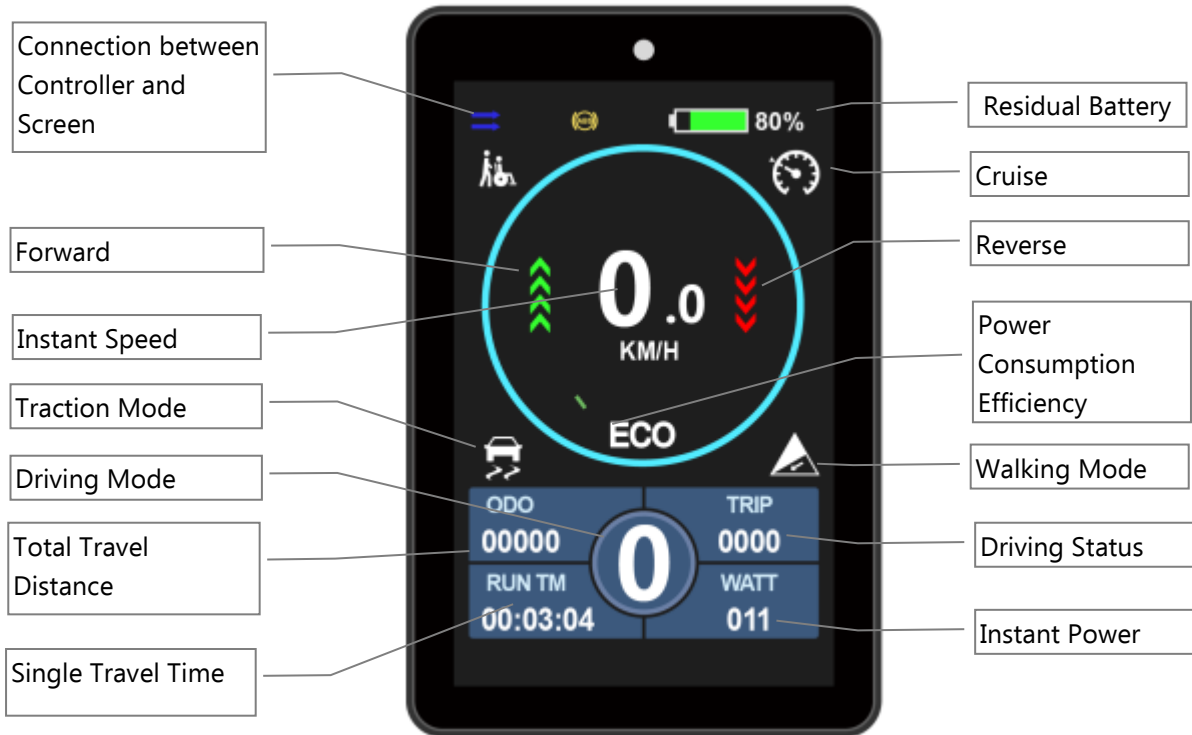 Connection between
Controller and
Screen
Forward
Instant Speed
Traction Mode
Driving Mode
Total Travel
Distance
Single Travel Time
80%
0.0
KM/H
ECO
ODO
00000
TRIP
0000
0
RUN TM
00:03:04
WATT
011
Residual Battery
Cruise
Reverse
Power
Consumption
Efficiency
Walking Mode
Driving Status
Instant Power